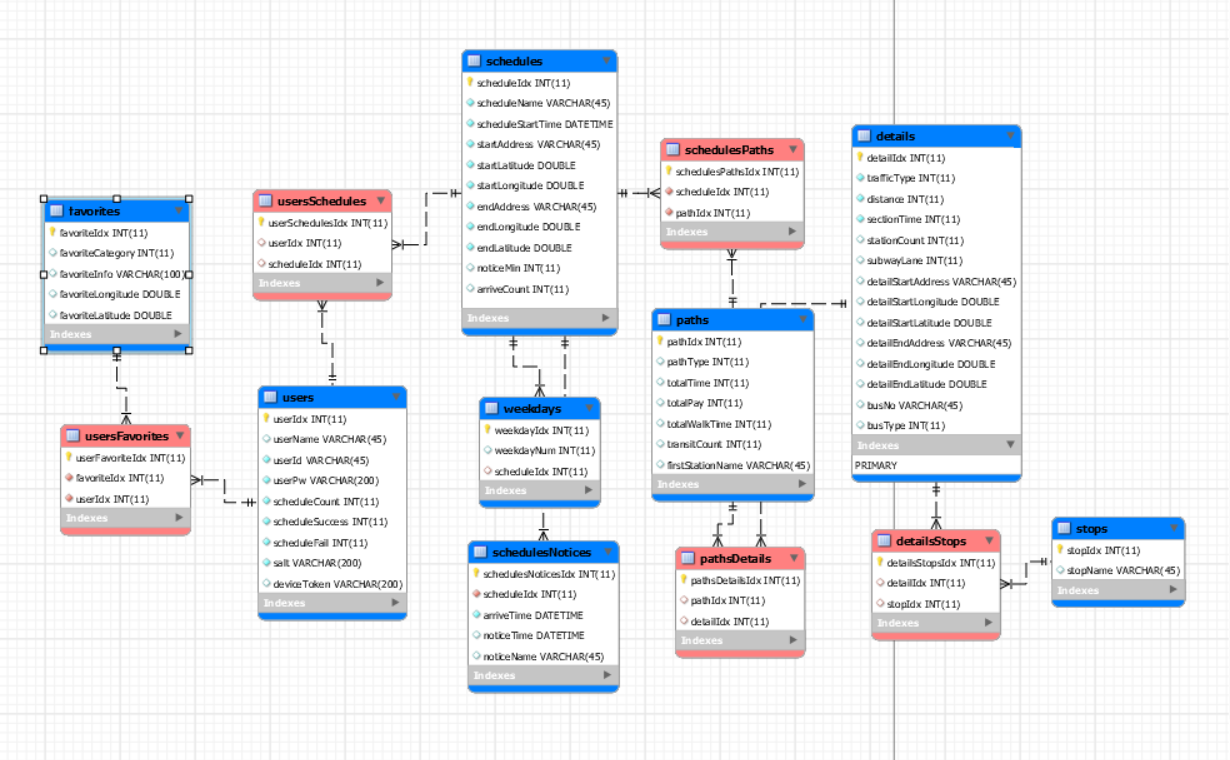 favorites
favoriteIdx INT(11)
favoriteCategory INT(11)
favoriteInfo VARCHAR(100)
favoriteLongitude DOUBLE
favoriteLatitude DOUBLE
Indexes
usersFavorites
userFavoriteIdx INT(11)
favoriteIdx INT(11)
userIdx INT(11)
Indexes
usersSchedules
userSchedulesIdx INT(11)
userIdx INT(11)
scheduleIdx INT(11)
Indexes
users
userIdx INT(11)
userName VARCHAR(45)
userId VARCHAR(45)
userPw VARCHAR(200)
scheduleCount INT(11)
scheduleSuccess INT(11)
scheduleFail INT(11)
salt VARCHAR(200)
deviceToken VARCHAR(200)
Indexes
schedules
scheduleIdx INT(11)
scheduleName VARCHAR(45)
scheduleStartTime DATETIME
startAddress VARCHAR(45)
startLatitude DOUBLE
startLongitude DOUBLE
endAddress VARCHAR(45)
endLongitude DOUBLE
endLatitude DOUBLE
noticeMin INT(11)
arriveCount INT(11)
Indexes
weekdays
weekdayIdx INT(11)
weekdayNum INT(11)
scheduleIdx INT(11)
Indexes
schedulesNotices
schedulesNoticesIdx INT(11)
scheduleIdx INT(11)
arriveTime DATETIME
noticeTime DATETIME
noticeName VARCHAR(45)
Indexes
schedulesPaths
schedulesPathsIdx INT(11)
scheduleIdx INT(11)
pathIdx INT(11)
Indexes
paths
pathIdx INT(11)
pathType INT(11)
totalTime INT(11)
totalPay INT(11)
totalWalkTime INT(11)
transitCount INT(11)
firstStationName VARCHAR(45)
Indexes
pathsDetails
pathsDetailsIdx INT(11)
pathIdx INT(11)
detailIdx INT(11)
Indexes
details
detailIdx INT(11)
trafficType INT(11)
distance INT(11)
sectionTime INT(11)
stationCount INT(11)
subwayLane INT(11)
detailStartAddress VARCHAR(45)
detailStartLongitude DOUBLE
detailStartLatitude DOUBLE
detailEndAddress VARCHAR(45)
detailEndLongitude DOUBLE
detailEndLatitude DOUBLE
busNo VARCHAR(45)
busType INT(11)
Indexes
PRIMARY
detailsStops
detailsStopsIdx INT(11)
detailIdx INT(11)
stopIdx INT(11)
Indexes
stops
stopIdx INT(11)
stopName VARCHAR(45)
Indexes